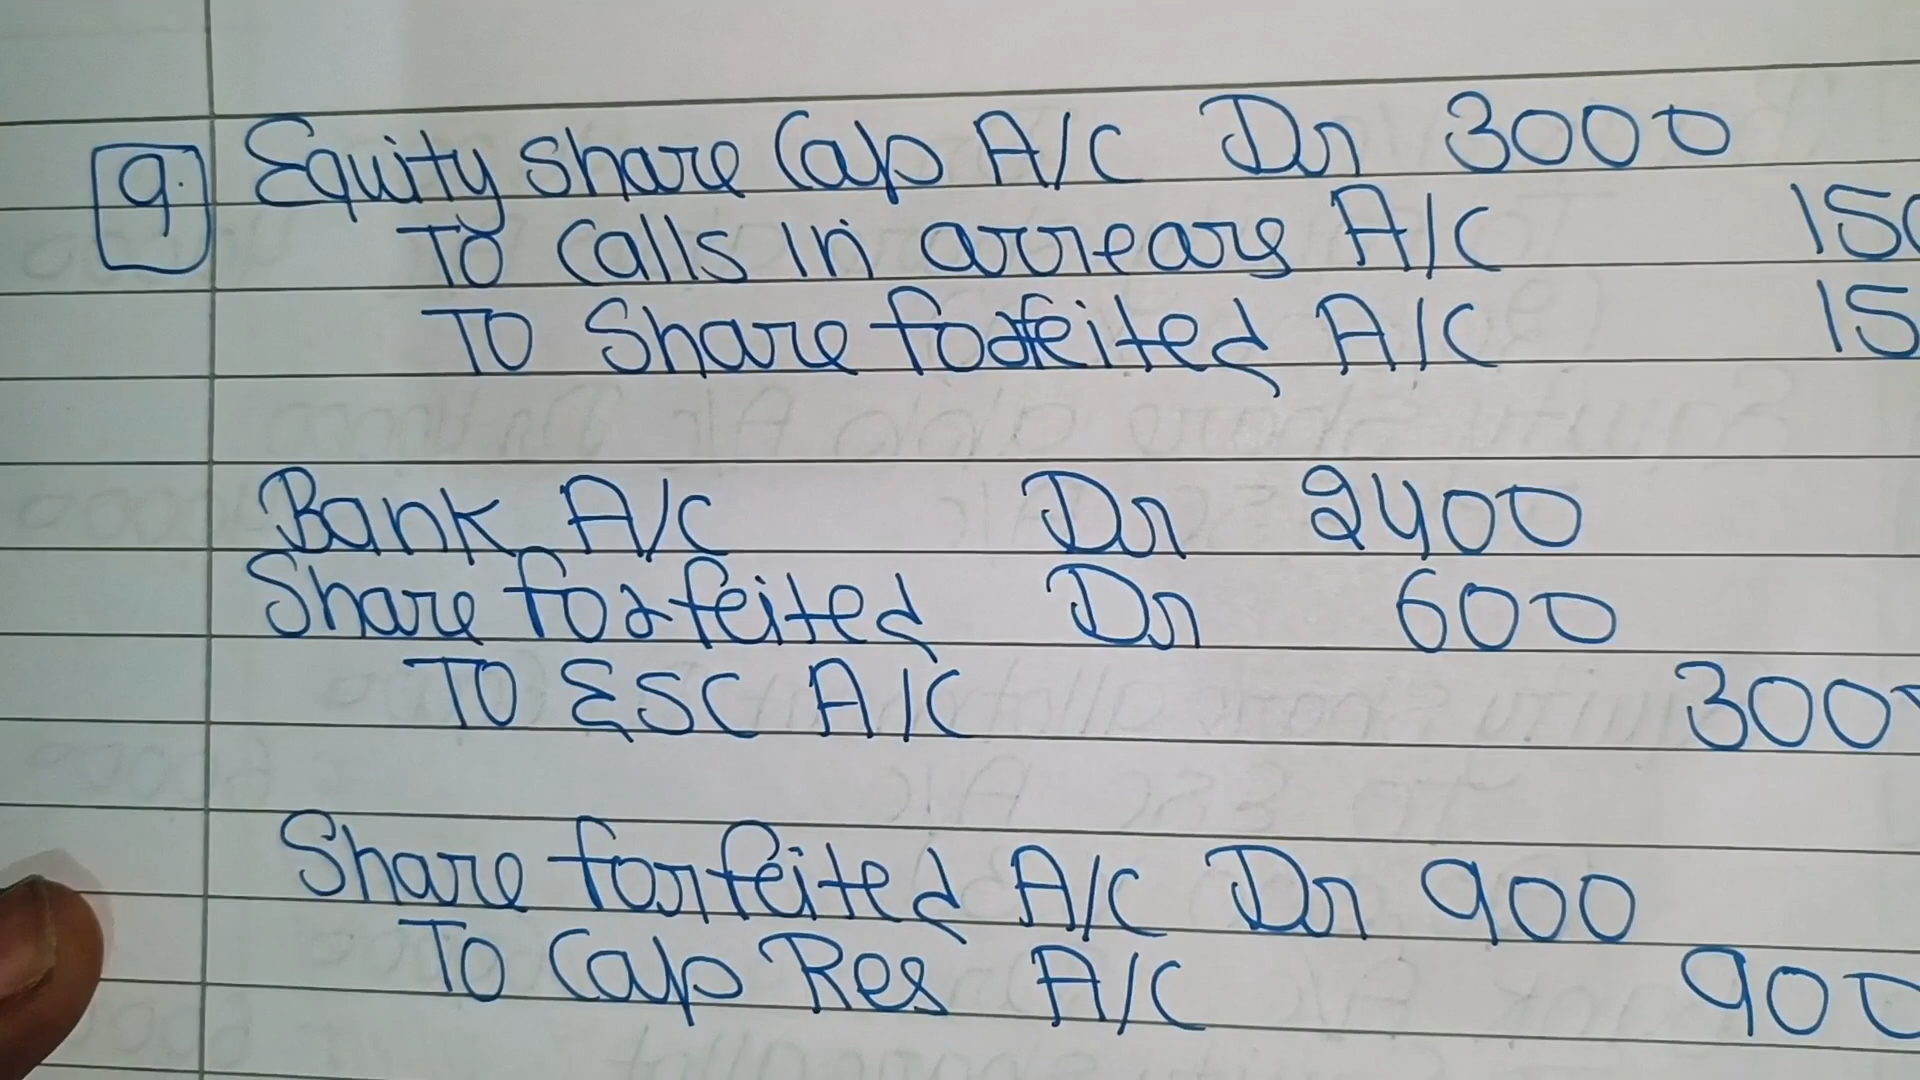 9. Equity share Cap A/C Dr 3000
To Calls in arrears A/C 150
To Share forfeited A/C 15
Bank A/C Dr 2400
Share forfeited Dr 600
To ESC A/C 3000
Share forfeited A/C Dr 900
To Cap Res A/C 900